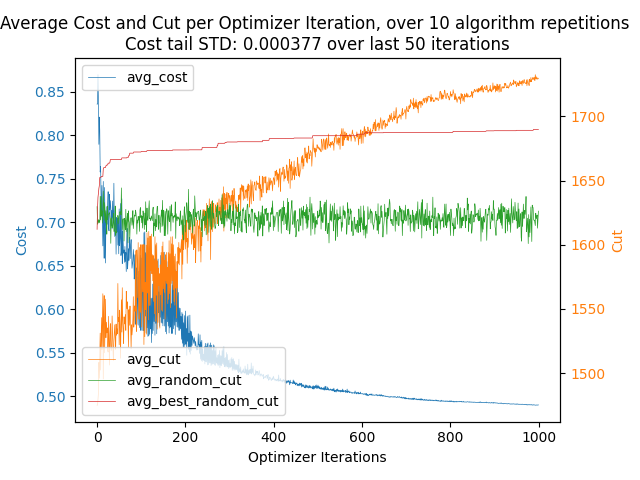 Average Cost and Cut per Optimizer Iteration, over 10 algorithm repetitions
Cost tail STD: 0.000377 over last 50 iterations
avg_cost
0.85
0.80
0.75
0.70
0.65
0.60
0.55
0.50
Cost
1700
1650
1600
1550
1500
Cut
avg_cut
avg_random_cut
avg_best_random_cut
0
200
400
600
800
1000
Optimizer Iterations